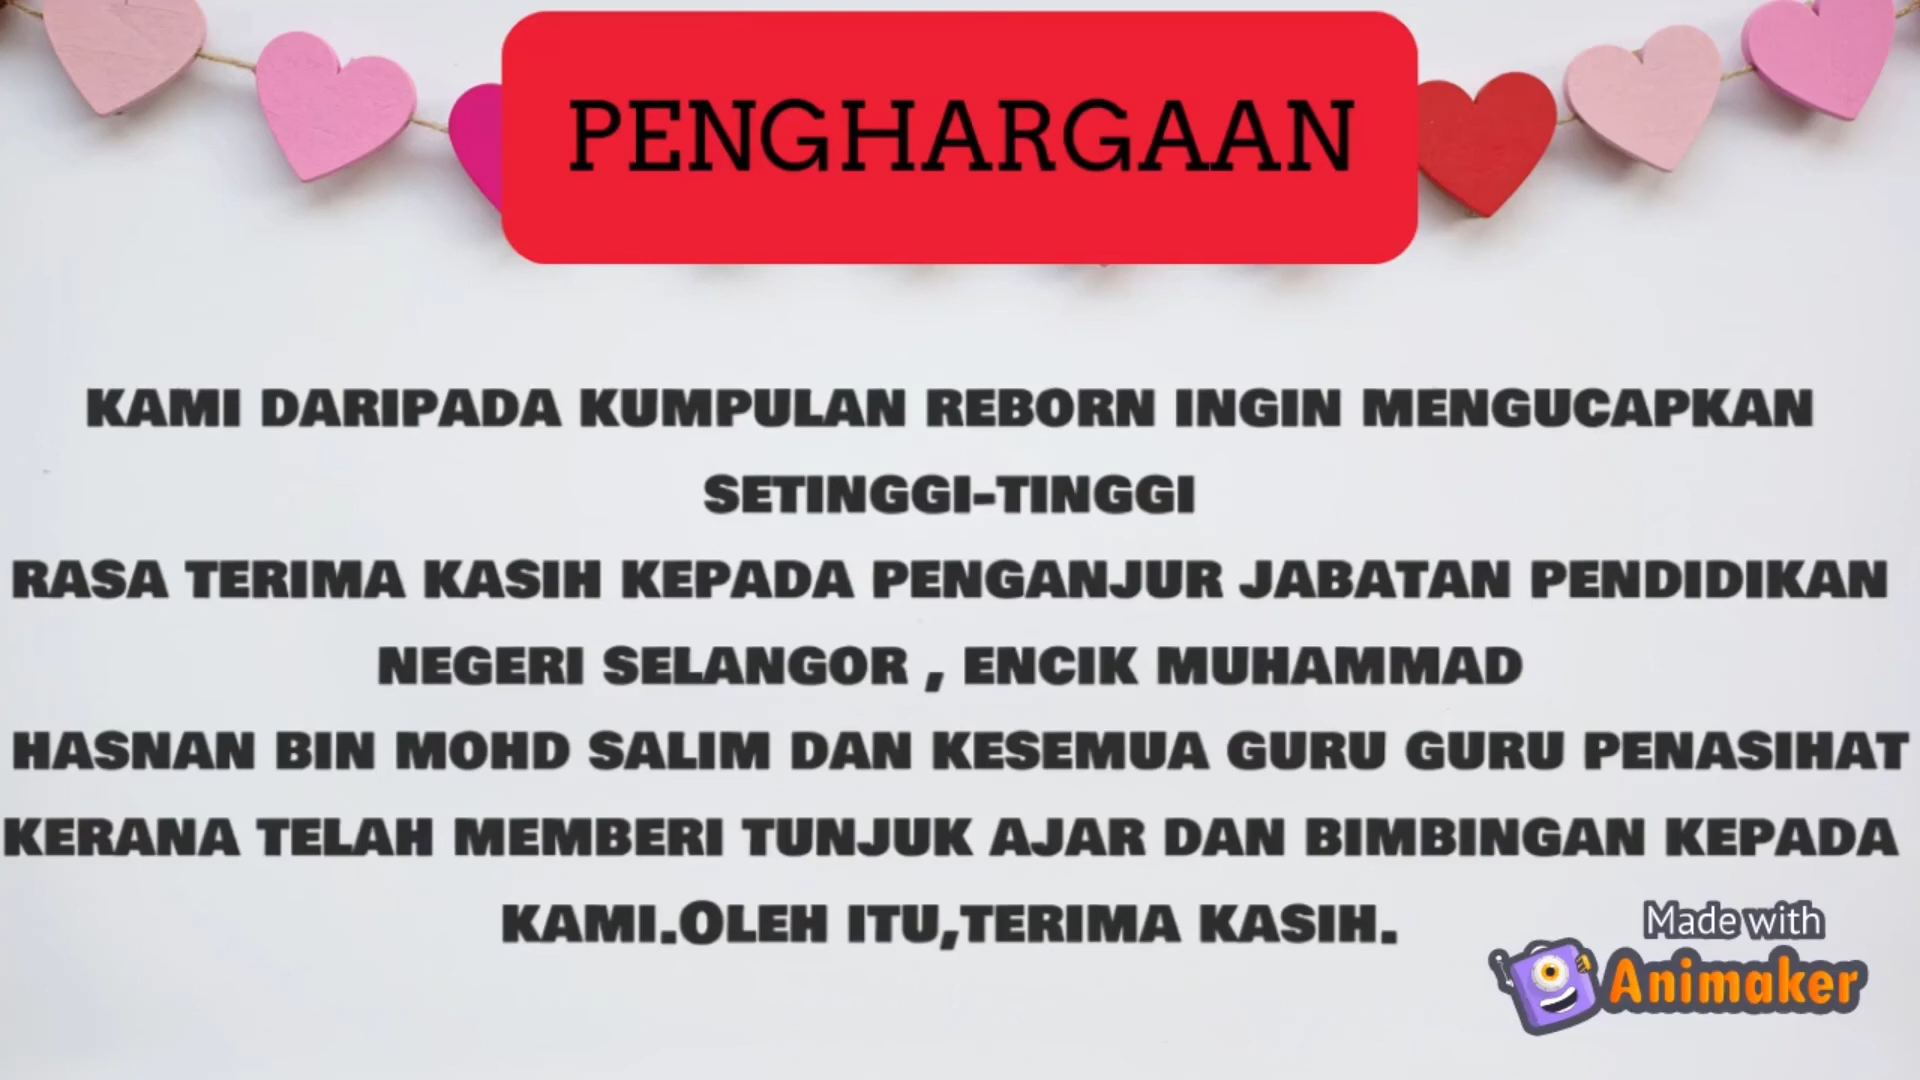 PENGHARGAAN
KAMI DARIPADA KUMPULAN REBORN INGIN MENGUCAPKAN
SETINGGI-TINGGI
RASA TERIMA KASIH KEPADA PENGANJUR JABATAN PENDIDIKAN
NEGERI SELANGOR , ENCIK MUHAMMAD
HASNAN BIN MOHD SALIM DAN KESEMUA GURU GURU PENASIHAT
KERANA TELAH MEMBERI TUNJUK AJAR DAN BIMBINGAN KEPADA
KAMI.OLEH ITU,TERIMA KASIH.
Made with
Animaker